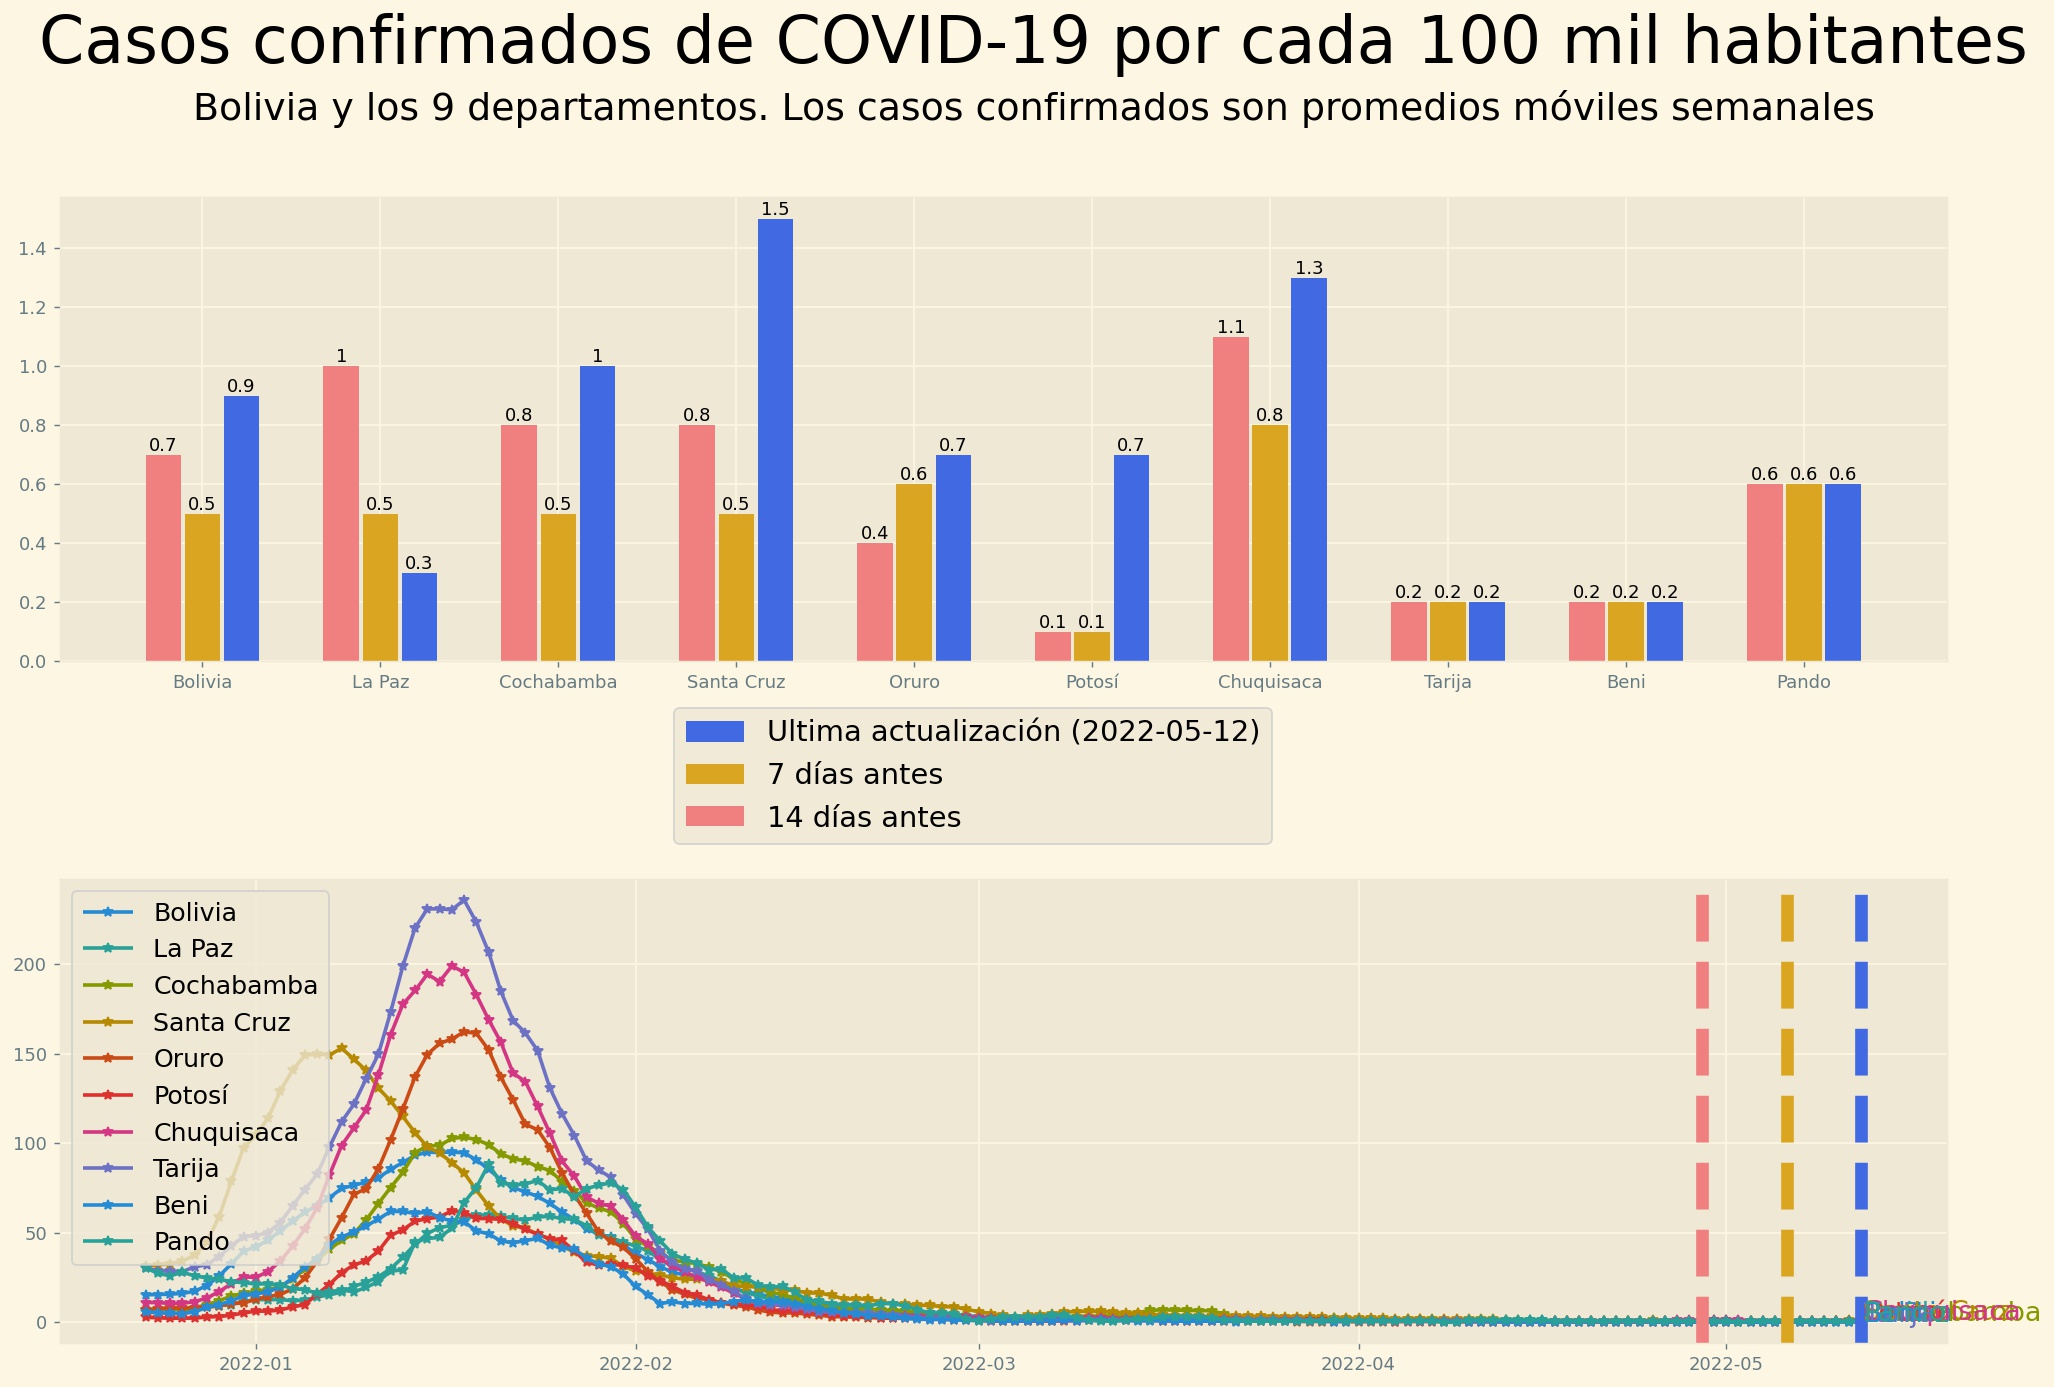 Casos confirmados de COVID-19 por cada 100 mil habitantes
Bolivia y los 9 departamentos. Los casos confirmados son promedios móviles semanales
1.4
1.2
1.0
0.8
0.6
0.4
0.2
0.0
0.7 0.5 0.9
1 0.5 0.3
0.8 0.5 1
0.8 0.5 1.5
0.4 0.6 0.7
0.1 0.1 0.7
1.1 0.8 1.3
0.2 0.2 0.2
0.2 0.2 0.2
0.6 0.6 0.6
Bolivia La Paz Cochabamba Santa Cruz Oruro Potosí Chuquisaca Tarija Beni Pando
Ultima actualización (2022-05-12)
7 días antes
14 días antes
200
150
100
50
0
Bolivia
La Paz
Cochabamba
Santa Cruz
Oruro
Potosí
Chuquisaca
Tarija
Beni
Pando
2022-01 2022-02 2022-03 2022-04 2022-05